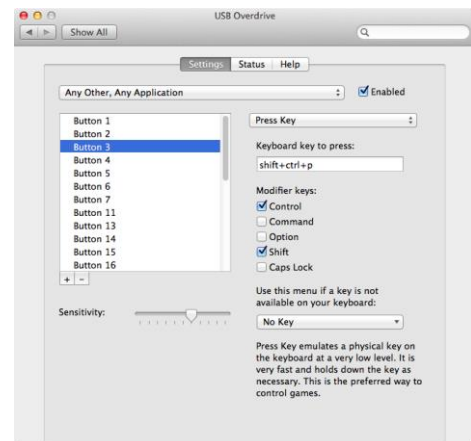 USB Overdrive
Show All
Settings Status Help
Any Other, Any Application
Enabled
Button 1
Button 2
Button 3
Button 4
Button 5
Button 6
Button 7
Button 11
Button 13
Button 14
Button 15
Button 16
+ -
Sensitivity:
Press Key
Keyboard key to press:
shift+ctrl+p
Modifier keys:
Control
Command
Option
Shift
Caps Lock
Use this menu if a key is not
available on your keyboard:
No Key
Press Key emulates a physical key on
the keyboard at a very low level. It is
very fast and holds down the key as
necessary. This is the preferred way to
control games.